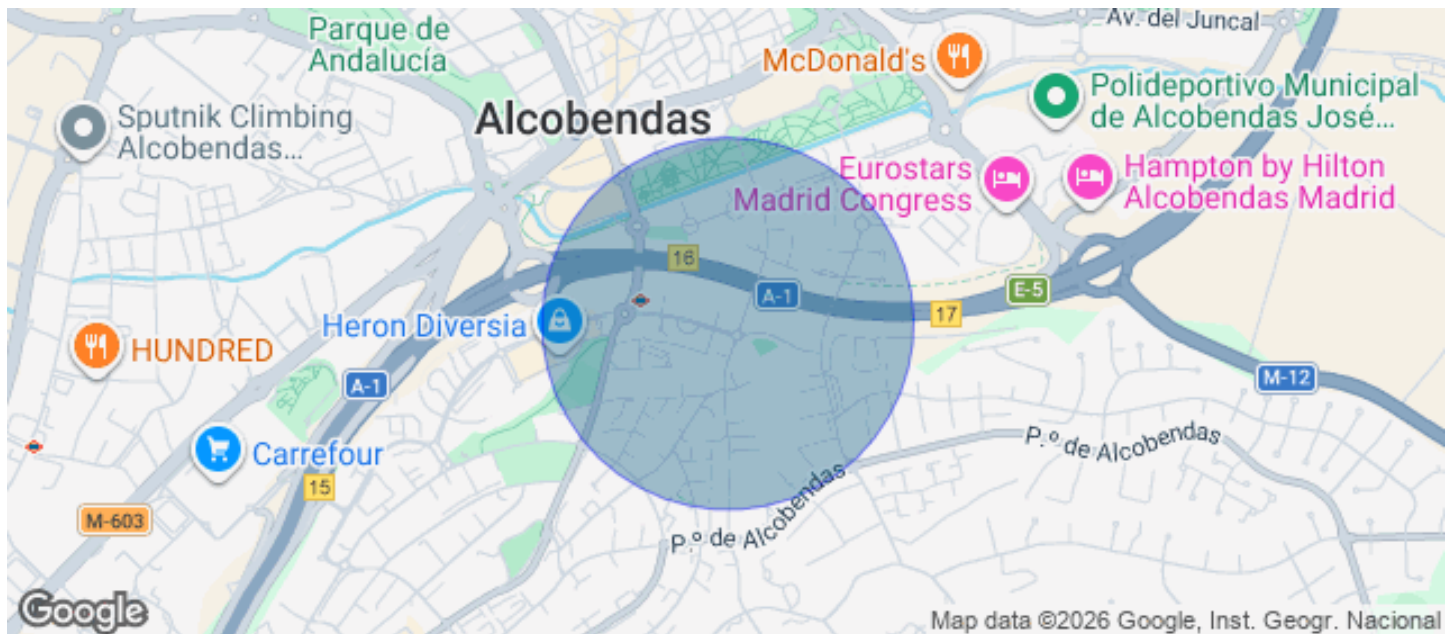 Av. del Juncal
Parque de
Andalucía
McDonald's
Polideportivo Municipal
de Alcobendas José...
Sputnik Climbing
Alcobendas...
Alcobendas
Eurostars
Madrid Congress
Hampton by Hilton
Alcobendas Madrid
16
A-1
E-5
17
Heron Diversia
HUNDRED
A-1
M-12
Carrefour
P.º de Alcobendas
15
M-603
P.º de Alcobendas
Google
Map data ©2026 Google, Inst. Geogr. Nacional